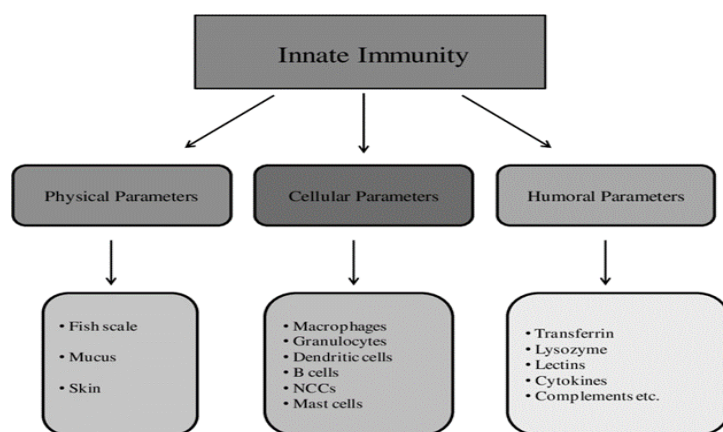 Innate Immunity
Physical Parameters
Cellular Parameters
Humoral Parameters
• Fish scale
• Mucus
• Skin
• Macrophages
• Granulocytes
• Dendritic cells
• B cells
• NCCs
• Mast cells
• Transferrin
• Lysozyme
• Lectins
• Cytokines
• Complements etc.